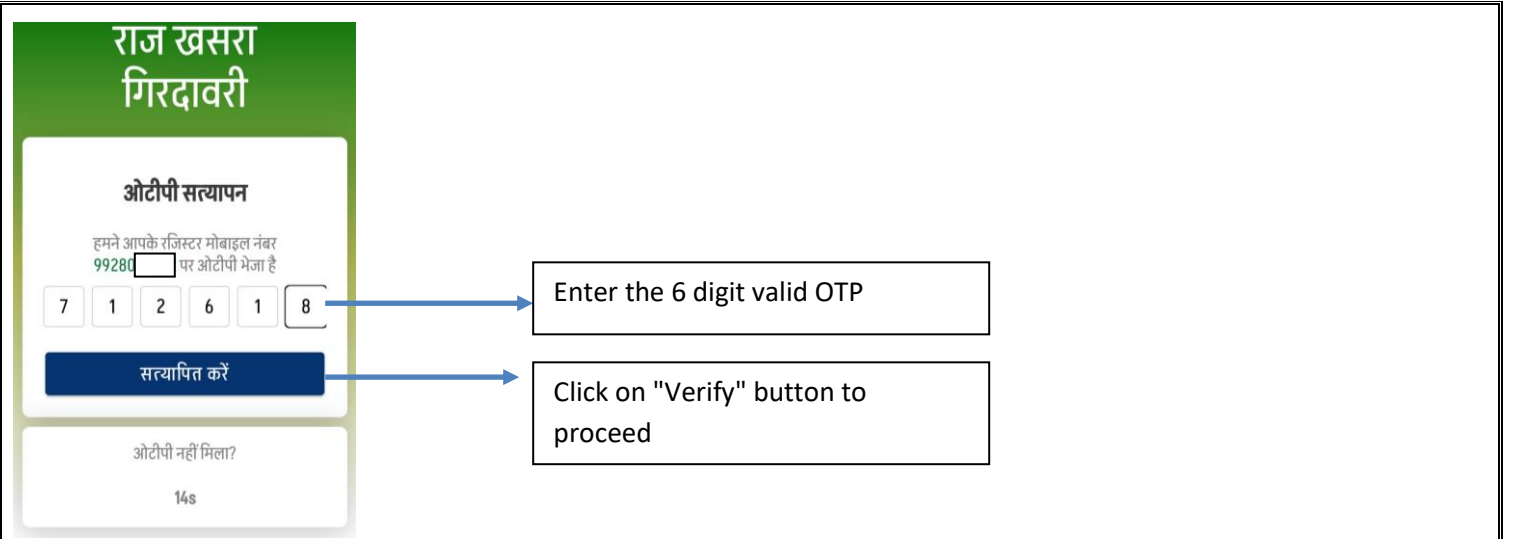 राज खसरा
गिरदावरी
ओटीपी सत्यापन
हमने आपके रजिस्टर मोबाइल नंबर
99280 पर ओटीपी भेजा है
7 1 2 6 1 8
Enter the 6 digit valid OTP
सत्यापित करें
Click on "Verify" button to
proceed
ओटीपी नहीं मिला?
14s